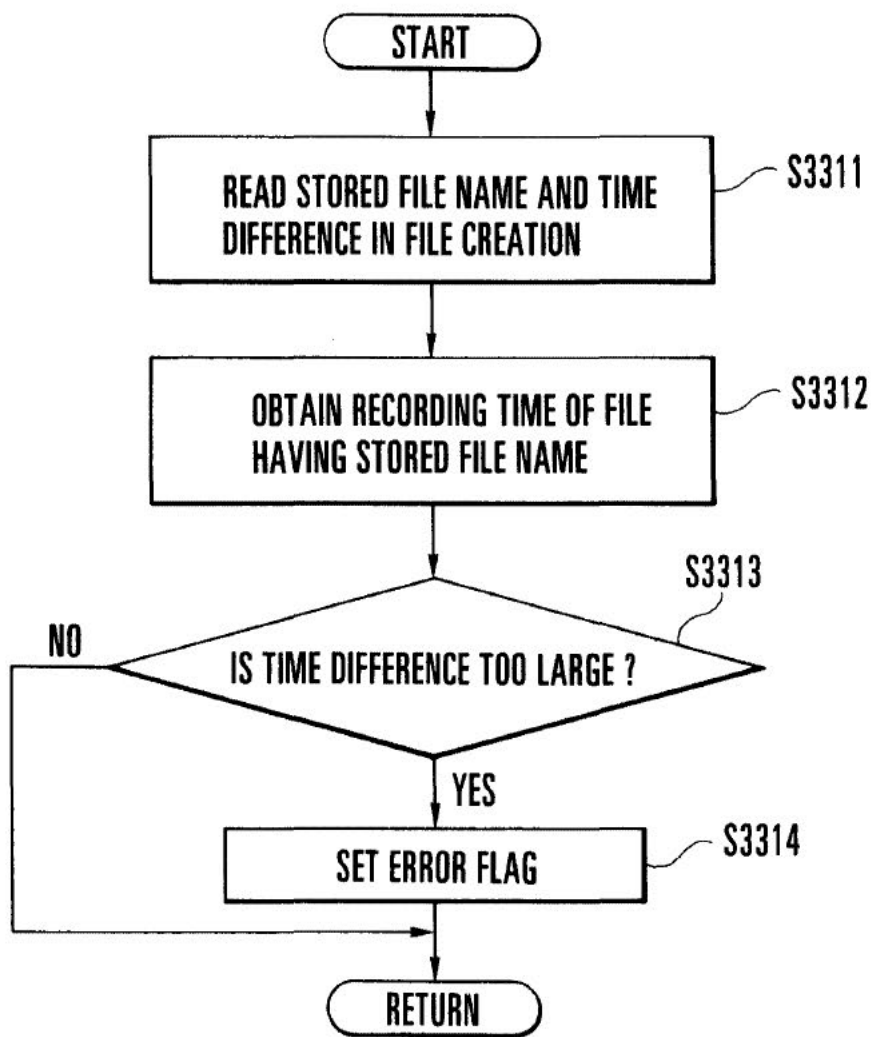 START
READ STORED FILE NAME AND TIME
DIFFERENCE IN FILE CREATION
S3311
OBTAIN RECORDING TIME OF FILE
HAVING STORED FILE NAME
S3312
S3313
NO
IS TIME DIFFERENCE TOO LARGE ?
YES
SET ERROR FLAG
S3314
RETURN